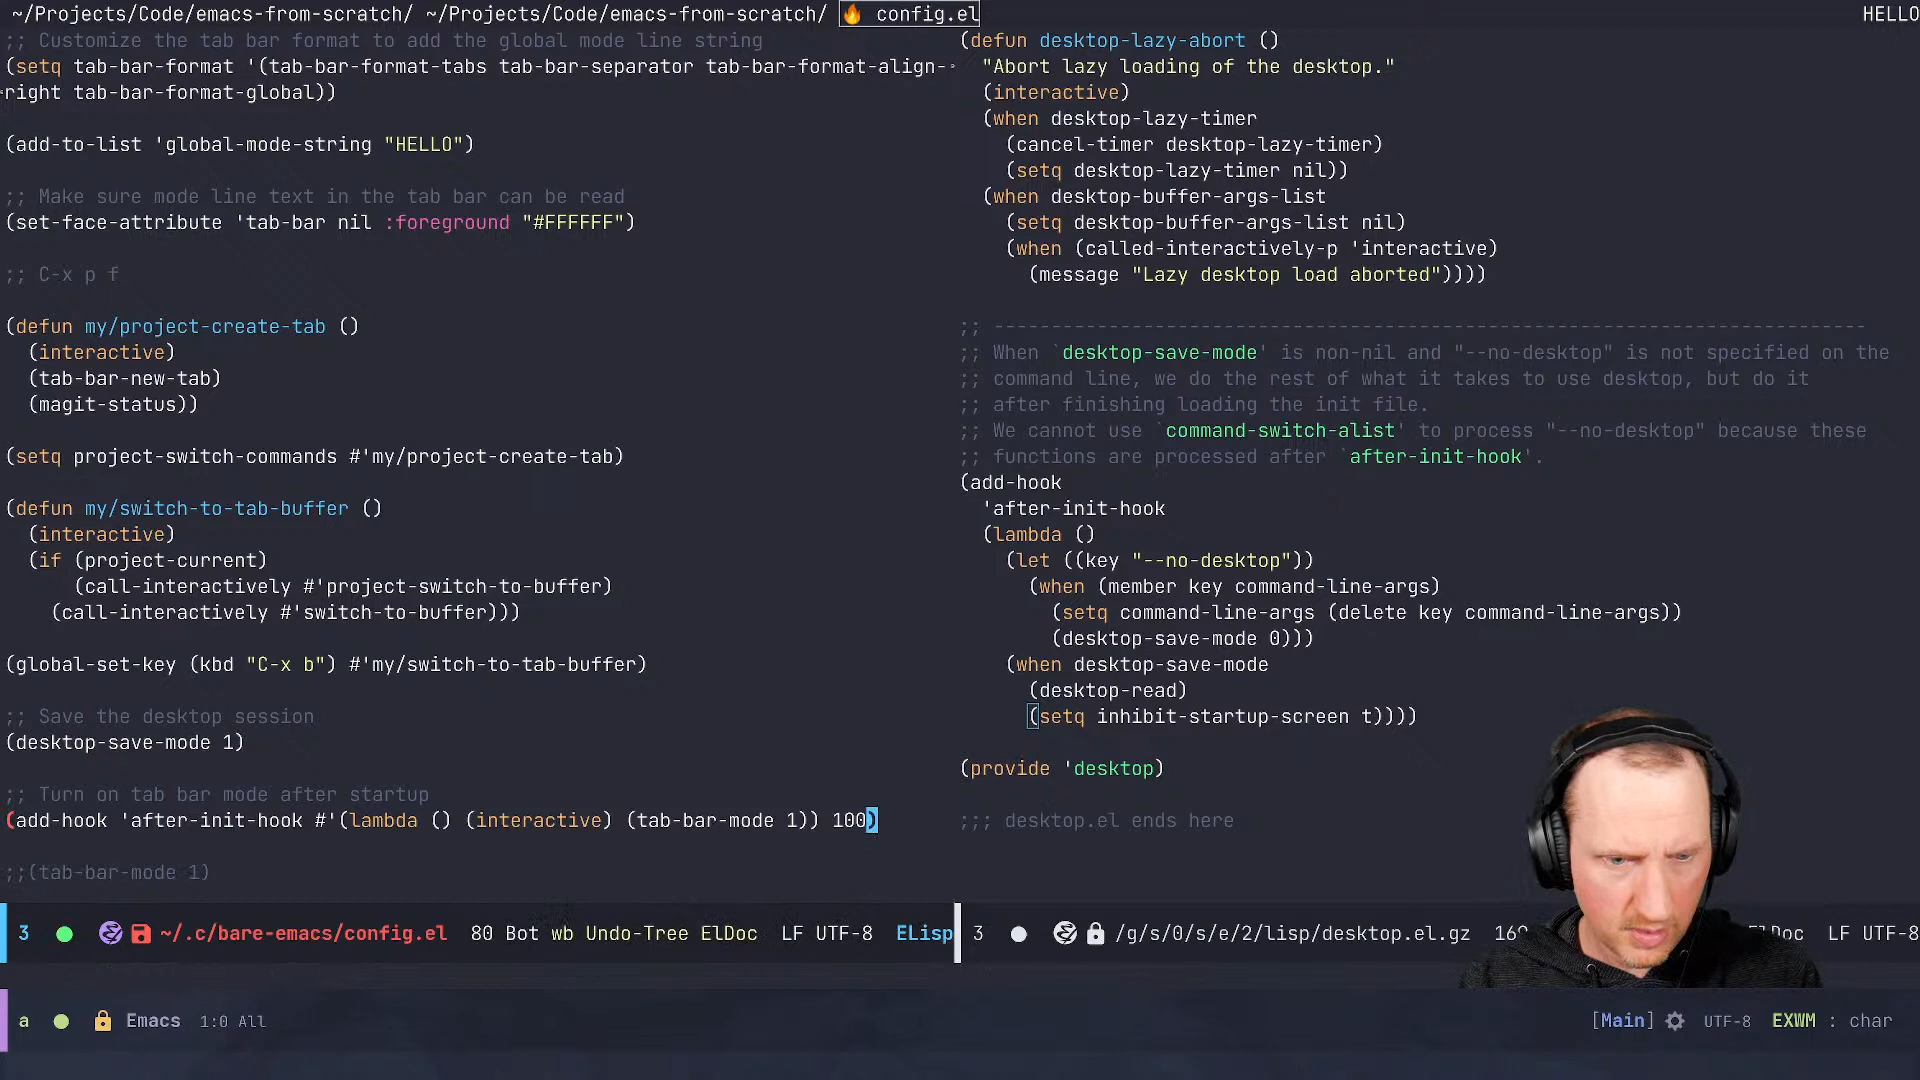 ~/Projects/Code/emacs-from-scratch/ ~/Projects/Code/emacs-from-scratch/ 🔥 config.el HELLO
;; Customize the tab bar format to add the global mode line string
(setq tab-bar-format '(tab-bar-format-tabs tab-bar-separator tab-bar-format-align-
right tab-bar-format-global))
(add-to-list 'global-mode-string "HELLO")
;; Make sure mode line text in the tab bar can be read
(set-face-attribute 'tab-bar nil :foreground "#FFFFFF")
;; C-x p f
(defun my/project-create-tab ()
  (interactive)
  (tab-bar-new-tab)
  (magit-status))
(setq project-switch-commands #'my/project-create-tab)
(defun my/switch-to-tab-buffer ()
  (interactive)
  (if (project-current)
      (call-interactively #'project-switch-to-buffer)
    (call-interactively #'switch-to-buffer)))
(global-set-key (kbd "C-x b") #'my/switch-to-tab-buffer)
;; Save the desktop session
(desktop-save-mode 1)
;; Turn on tab bar mode after startup
(add-hook 'after-init-hook #'(lambda () (interactive) (tab-bar-mode 1)) 100)
;;(tab-bar-mode 1)
3 ~/.c/bare-emacs/config.el 80 Bot wb Undo-Tree ElDoc LF UTF-8 ELisp
(defun desktop-lazy-abort ()
  "Abort lazy loading of the desktop."
  (interactive)
  (when desktop-lazy-timer
    (cancel-timer desktop-lazy-timer)
    (setq desktop-lazy-timer nil))
  (when desktop-buffer-args-list
    (setq desktop-buffer-args-list nil)
    (when (called-interactively-p 'interactive)
      (message "Lazy desktop load aborted"))))
;; ----------------------------------------------------------------------------
;; When `desktop-save-mode' is non-nil and "--no-desktop" is not specified on the
;; command line, we do the rest of what it takes to use desktop, but do it
;; after finishing loading the init file.
;; We cannot use `command-switch-alist' to process "--no-desktop" because these
;; functions are processed after `after-init-hook'.
(add-hook
  'after-init-hook
  (lambda ()
    (let ((key "--no-desktop"))
      (when (member key command-line-args)
        (setq command-line-args (delete key command-line-args))
        (desktop-save-mode 0)))
    (when desktop-save-mode
      (desktop-read)
      (setq inhibit-startup-screen t))))
(provide 'desktop)
;;; desktop.el ends here
3 /g/s/0/s/e/2/lisp/desktop.el.gz LF UTF-8
a Emacs 1:0 All [Main] UTF-8 EXWM : char